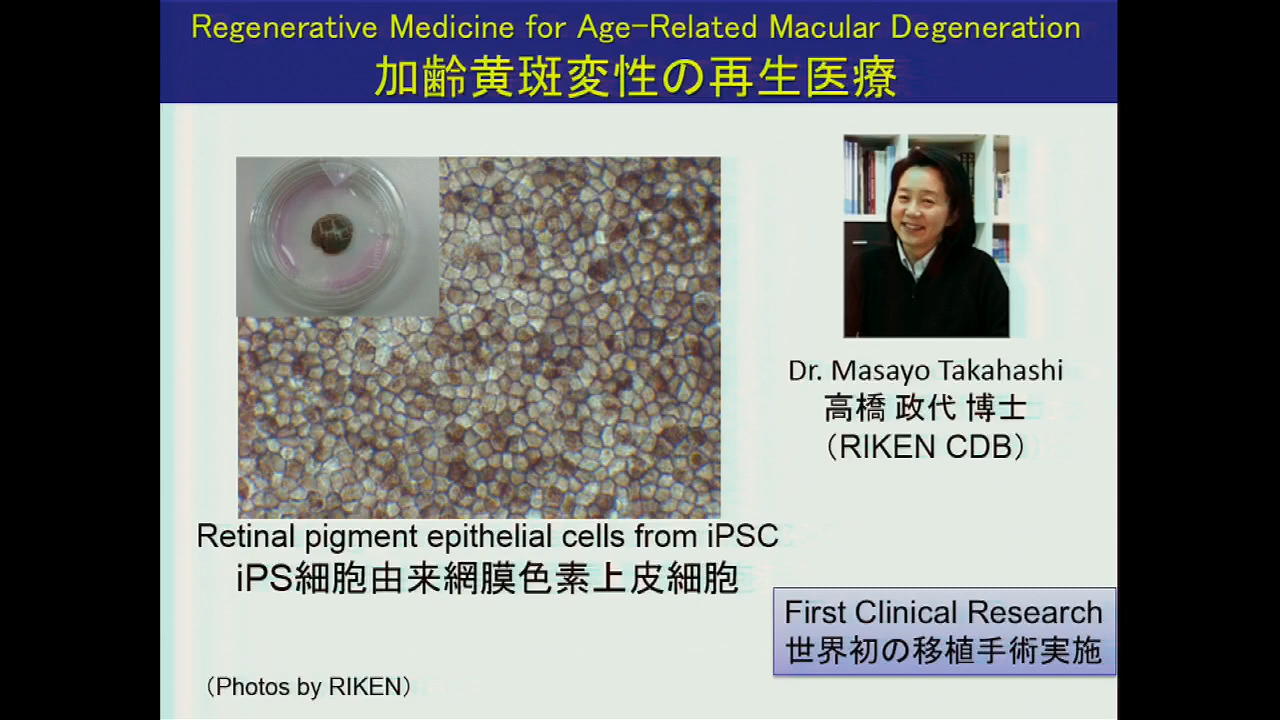 Regenerative Medicine for Age-Related Macular Degeneration
加齢黄斑変性の再生医療
Dr. Masayo Takahashi
高橋 政代 博士
（RIKEN CDB）
Retinal pigment epithelial cells from iPSC
iPS細胞由来網膜色素上皮細胞
First Clinical Research
世界初の移植手術実施
（Photos by RIKEN）